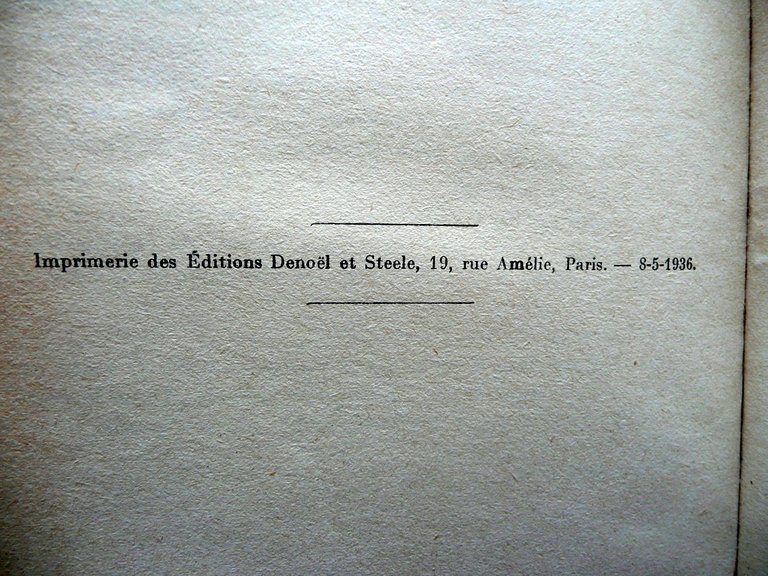 Imprimerie des Éditions Denoël et Steele, 19, rue Amélie, Paris. — 8-5-1936.